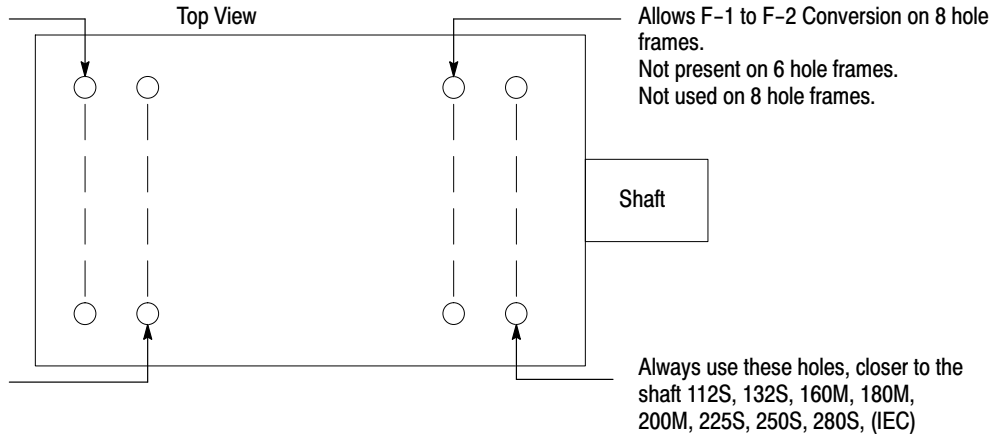 Top View
Allows F-1 to F-2 Conversion on 8 hole
frames.
Not present on 6 hole frames.
Not used on 8 hole frames.
Shaft
Always use these holes, closer to the
shaft 112S, 132S, 160M, 180M,
200M, 225S, 250S, 280S, (IEC)